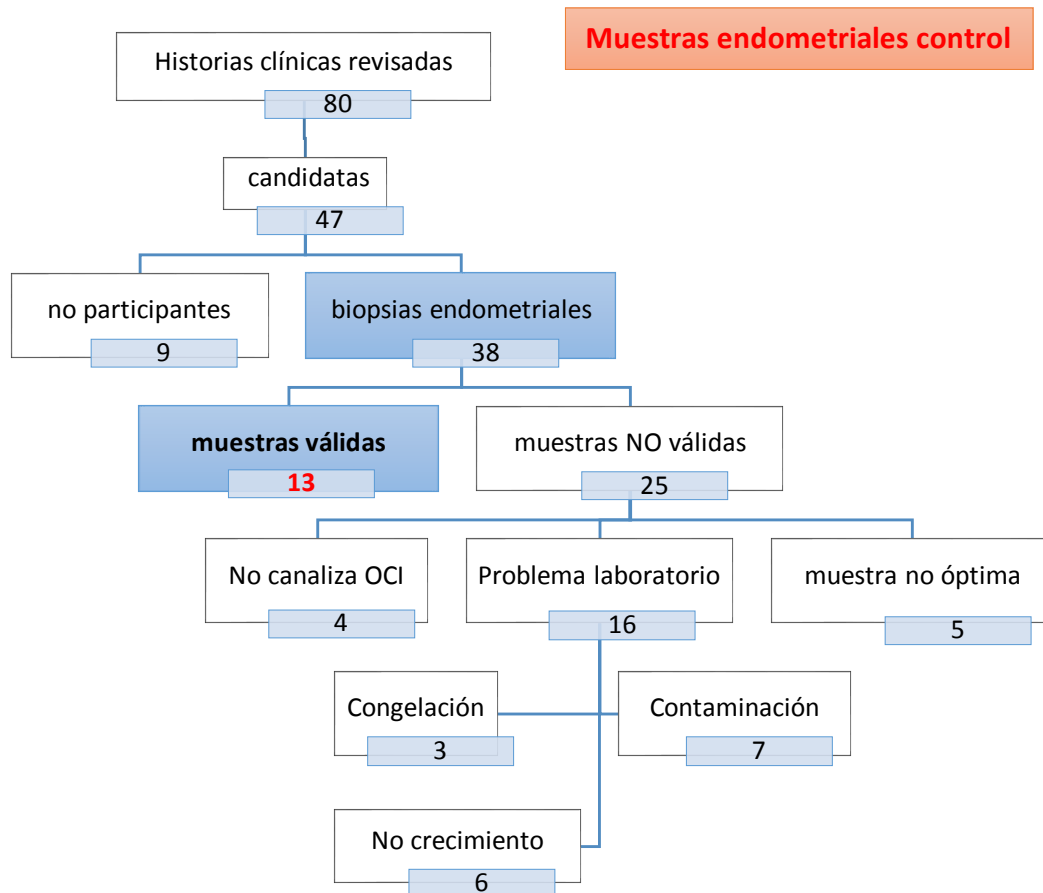 Muestras endometriales control
Historias clínicas revisadas
80
candidatas
47
no participantes
9
biopsias endometriales
38
muestras válidas
13
muestras NO válidas
25
No canaliza OCI
4
Problema laboratorio
16
muestra no óptima
5
Congelación
3
Contaminación
7
No crecimiento
6